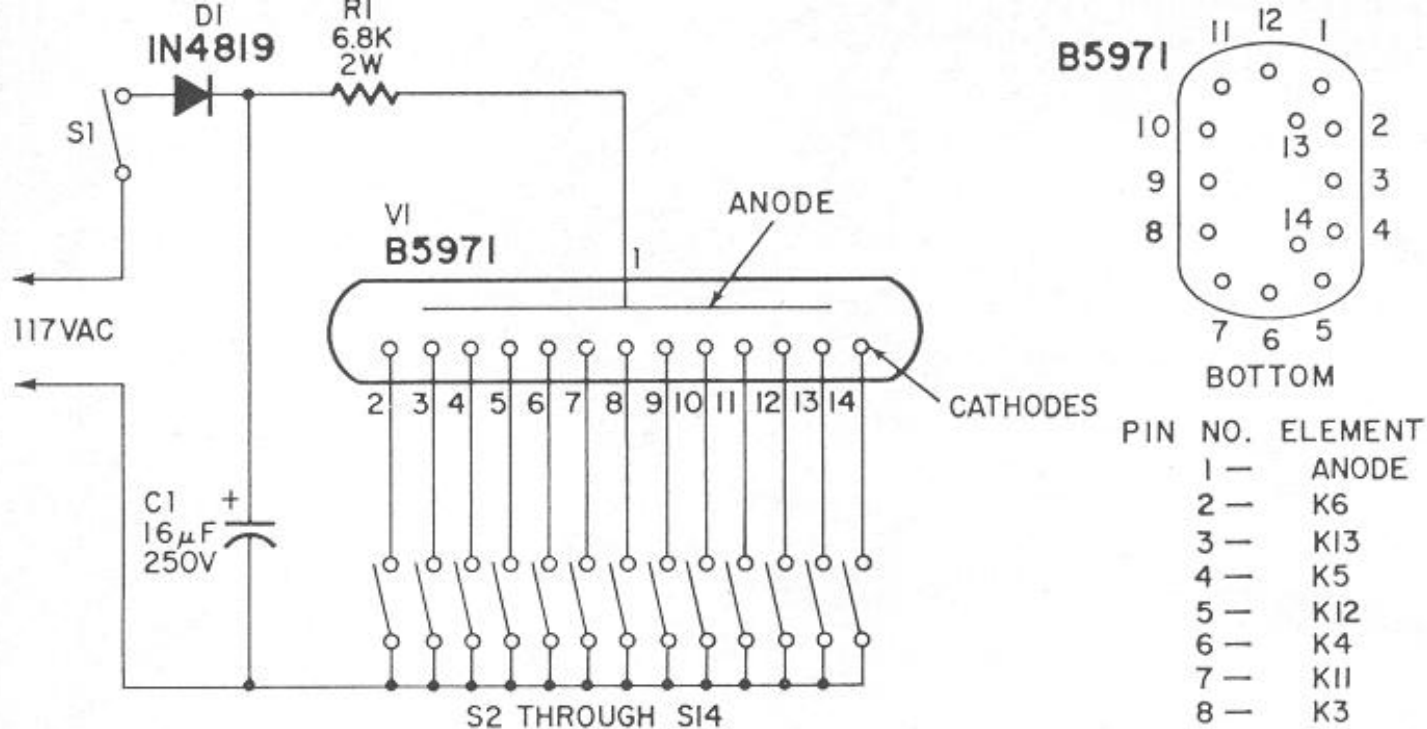 D1
IN4819
R1
6.8K
2W
S1
117VAC
V1
B5971
1
ANODE
2 3 4 5 6 7 8 9 10 11 12 13 14
CATHODES
C1 +
16µF
250V
S2 THROUGH S14
B5971
11 12 1
10 2
13
9 3
8 14 4
7 6 5
BOTTOM
PIN NO. ELEMENT
1 — ANODE
2 — K6
3 — K13
4 — K5
5 — K12
6 — K4
7 — K11
8 — K3